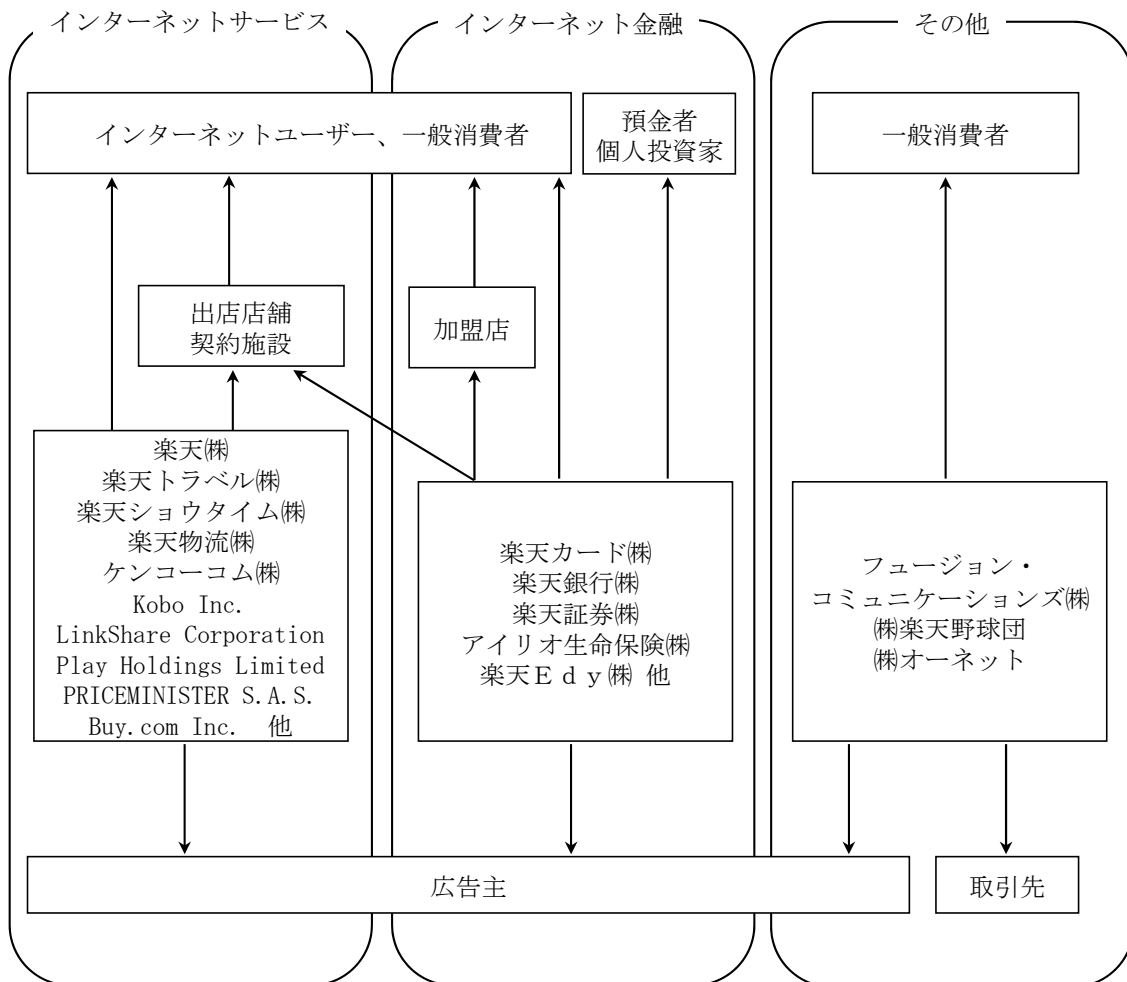 インターネットサービス
インターネット金融
その他
インターネットユーザー、一般消費者
預金者
個人投資家
一般消費者
出店店舗
契約施設
加盟店
楽天㈱
楽天トラベル㈱
楽天ショウタイム㈱
楽天物流㈱
ケンコーコム㈱
Kobo Inc.
LinkShare Corporation
Play Holdings Limited
PRICEMINISTER S.A.S.
Buy.com Inc.　他
楽天カード㈱
楽天銀行㈱
楽天証券㈱
アイリオ生命保険㈱
楽天Ｅｄｙ㈱ 他
フュージョン・
コミュニケーションズ㈱
㈱楽天野球団
㈱オーネット
広告主
取引先